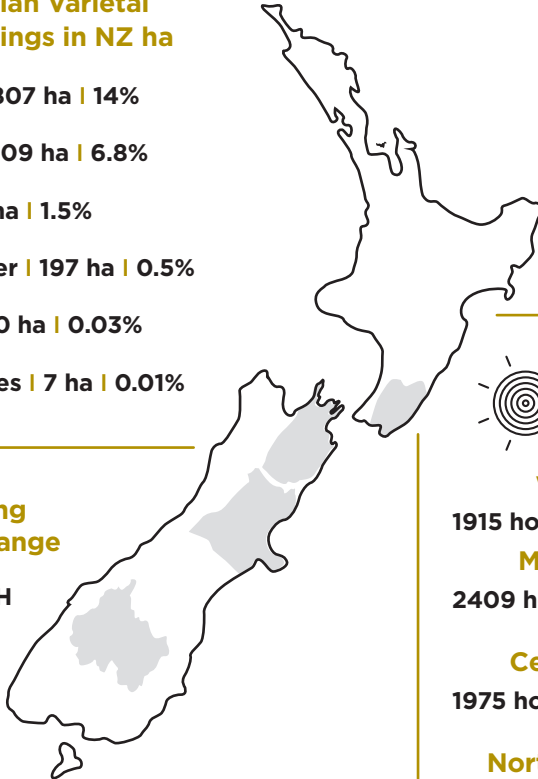 ian Varietal
ings in NZ ha
807 ha | 14%
09 ha | 6.8%
ha | 1.5%
er | 197 ha | 0.5%
0 ha | 0.03%
es | 7 ha | 0.01%
ng
ange
H
1915 ho
M
2409 h
Ce
1975 ho
Nort